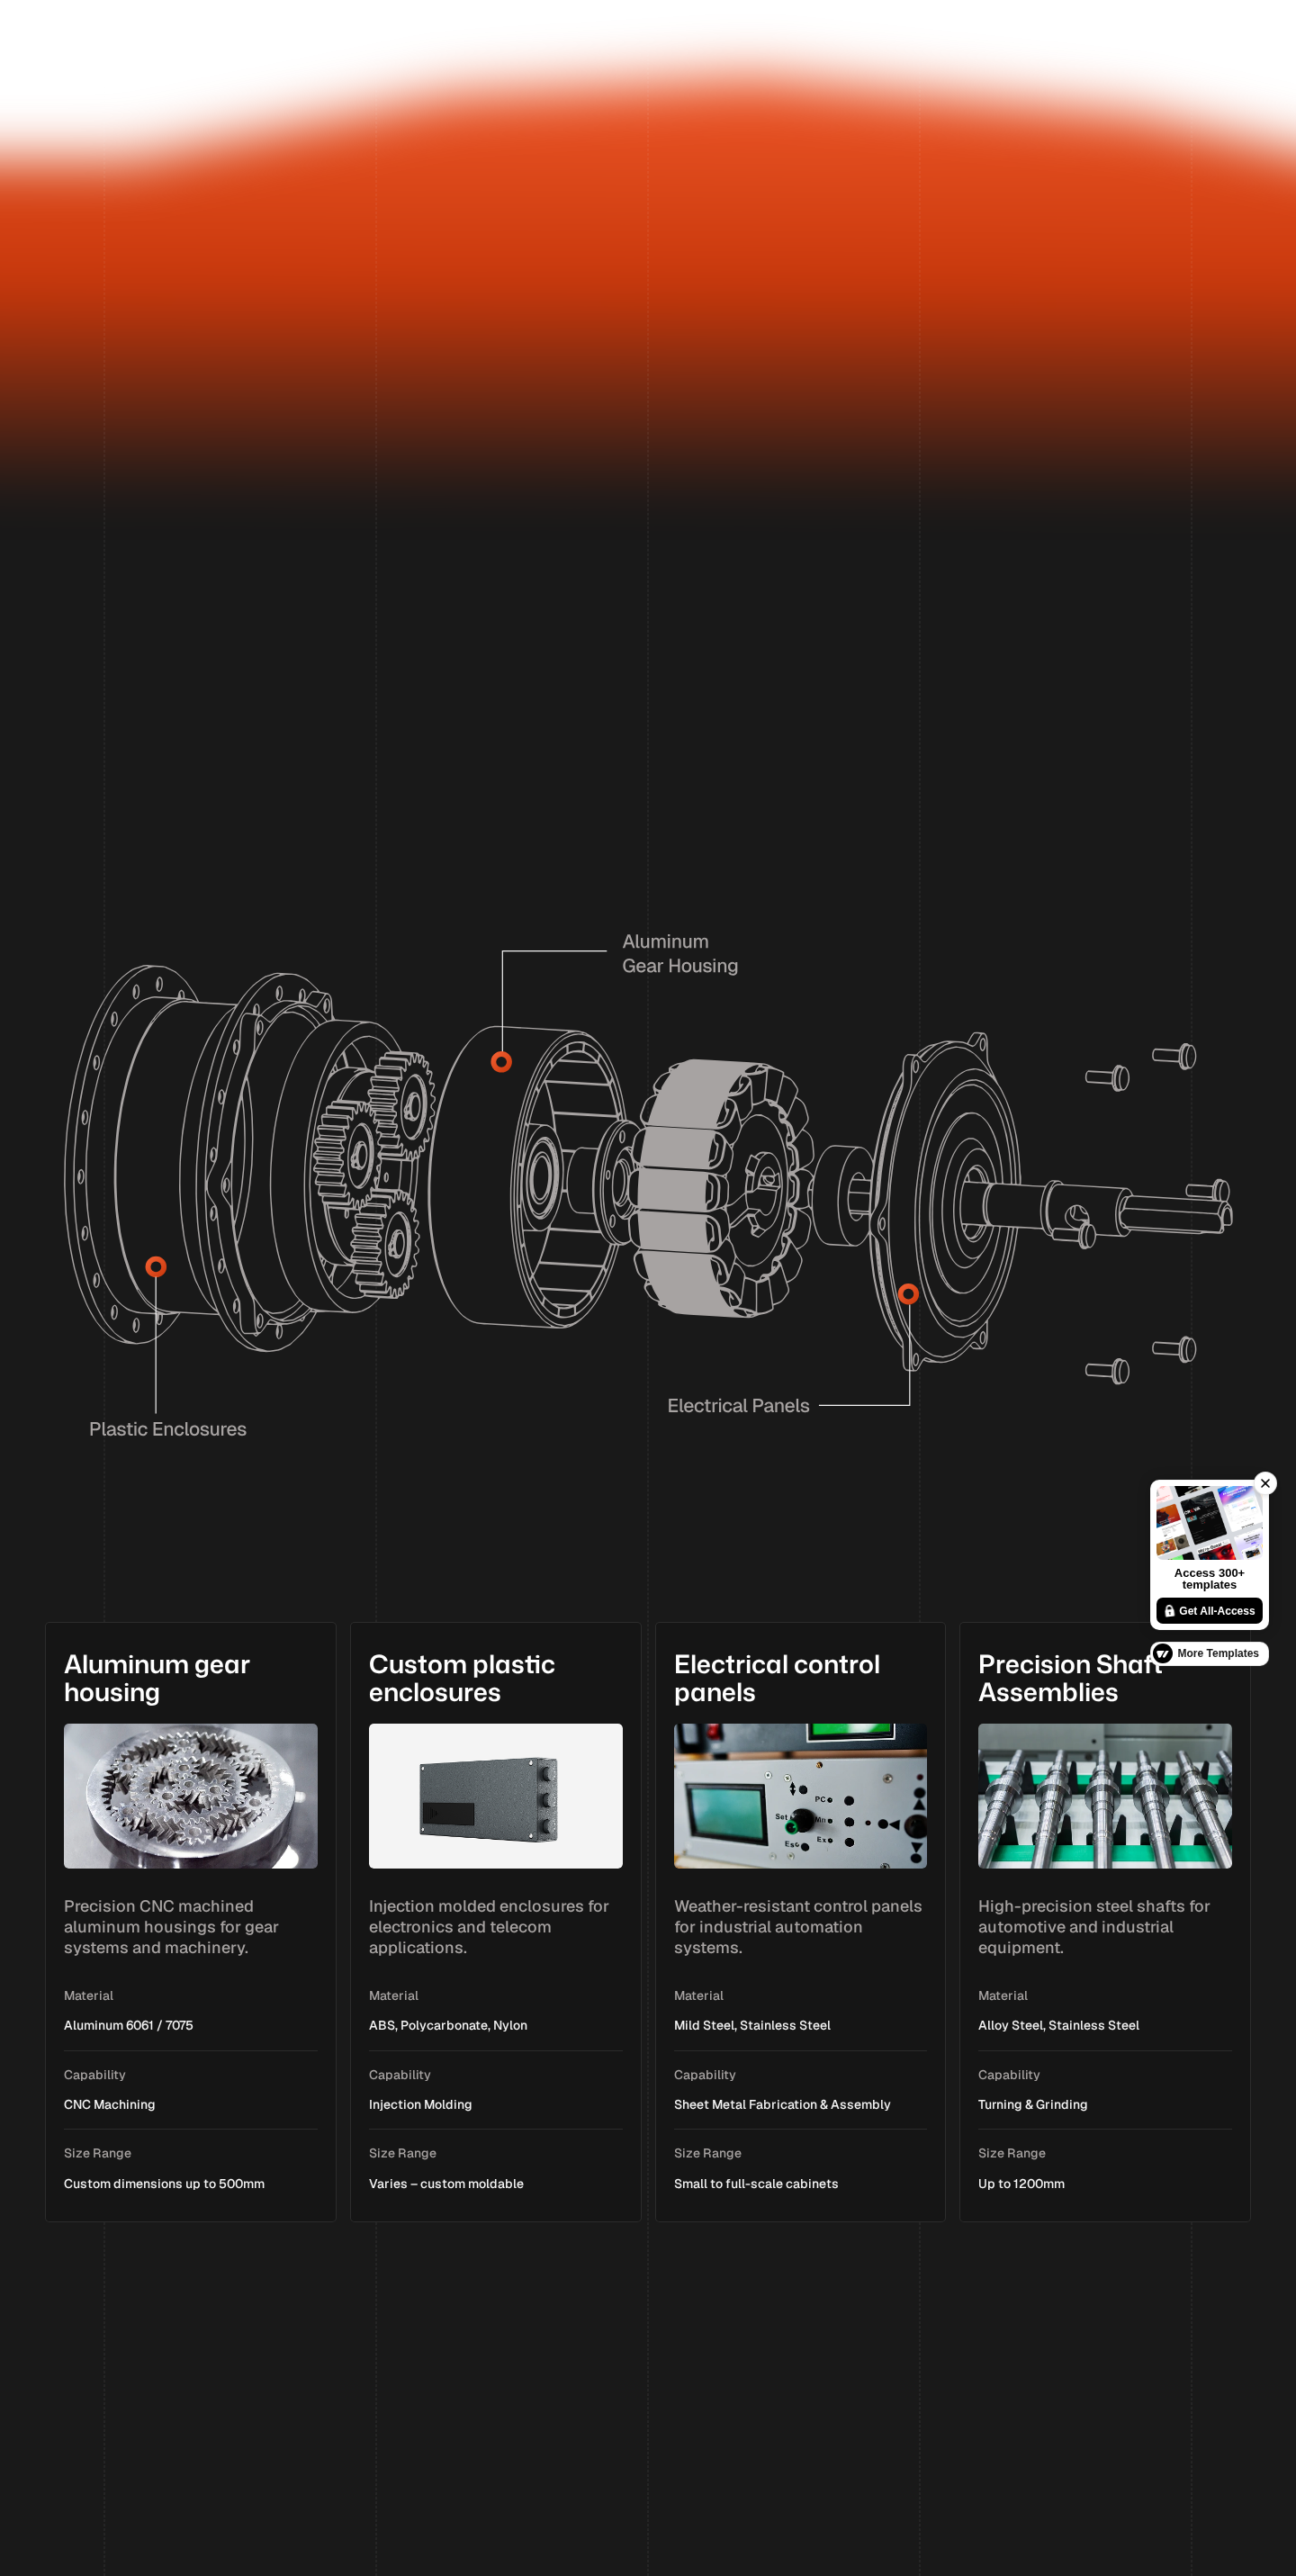 Aluminum
Gear Housing
Electrical Panels
Plastic Enclosures
Access 300+
templates
Get All-Access
More Templates
Aluminum gear
housing
Precision CNC machined
aluminum housings for gear
systems and machinery.
Material
Aluminum 6061 / 7075
Capability
CNC Machining
Size Range
Custom dimensions up to 500mm
Custom plastic
enclosures
Injection molded enclosures for
electronics and telecom
applications.
Material
ABS, Polycarbonate, Nylon
Capability
Injection Molding
Size Range
Varies – custom moldable
Electrical control
panels
PC
Set
Mn
Esc
Ex
Weather-resistant control panels
for industrial automation
systems.
Material
Mild Steel, Stainless Steel
Capability
Sheet Metal Fabrication & Assembly
Size Range
Small to full-scale cabinets
Precision Shaft
Assemblies
High-precision steel shafts for
automotive and industrial
equipment.
Material
Alloy Steel, Stainless Steel
Capability
Turning & Grinding
Size Range
Up to 1200mm